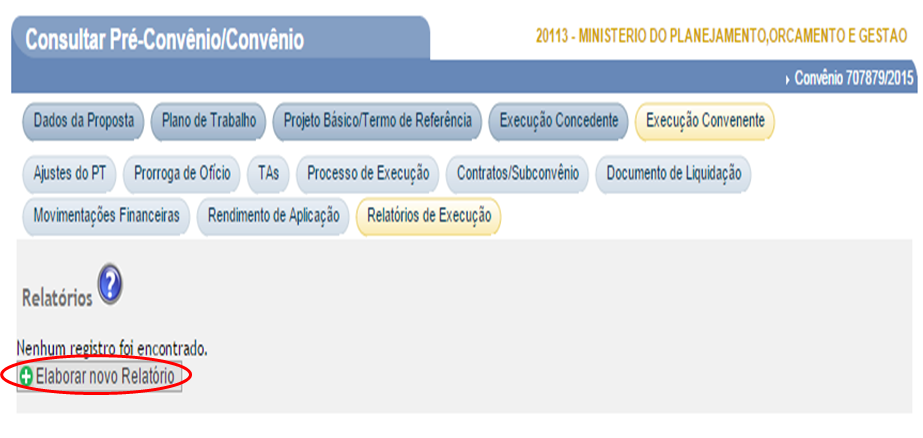 Consultar Pré-Convênio/Convênio
20113 - MINISTERIO DO PLANEJAMENTO,ORCAMENTO E GESTAO
Convênio 707879/2015
Dados da Proposta Plano de Trabalho Projeto Básico/Termo de Referência Execução Concedente Execução Convenente
Ajustes do PT Prorroga de Ofício TAs Processo de Execução Contratos/Subconvênio Documento de Liquidação
Movimentações Financeiras Rendimento de Aplicação Relatórios de Execução
Relatórios ?
Nenhum registro foi encontrado.
Elaborar novo Relatório